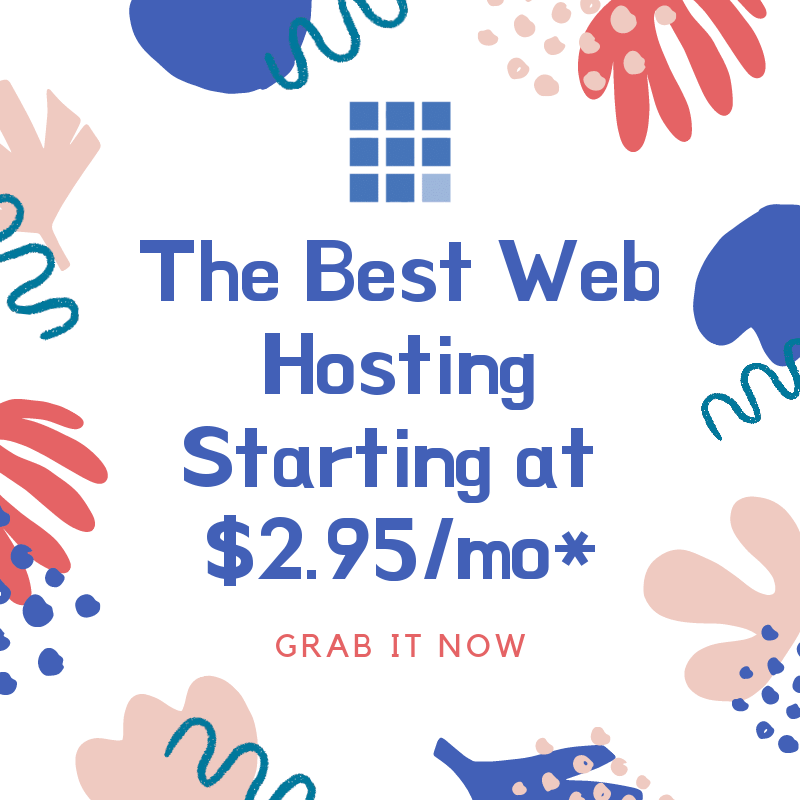 The Best Web
Hosting
Starting at
$2.95/mo*
GRAB IT NOW